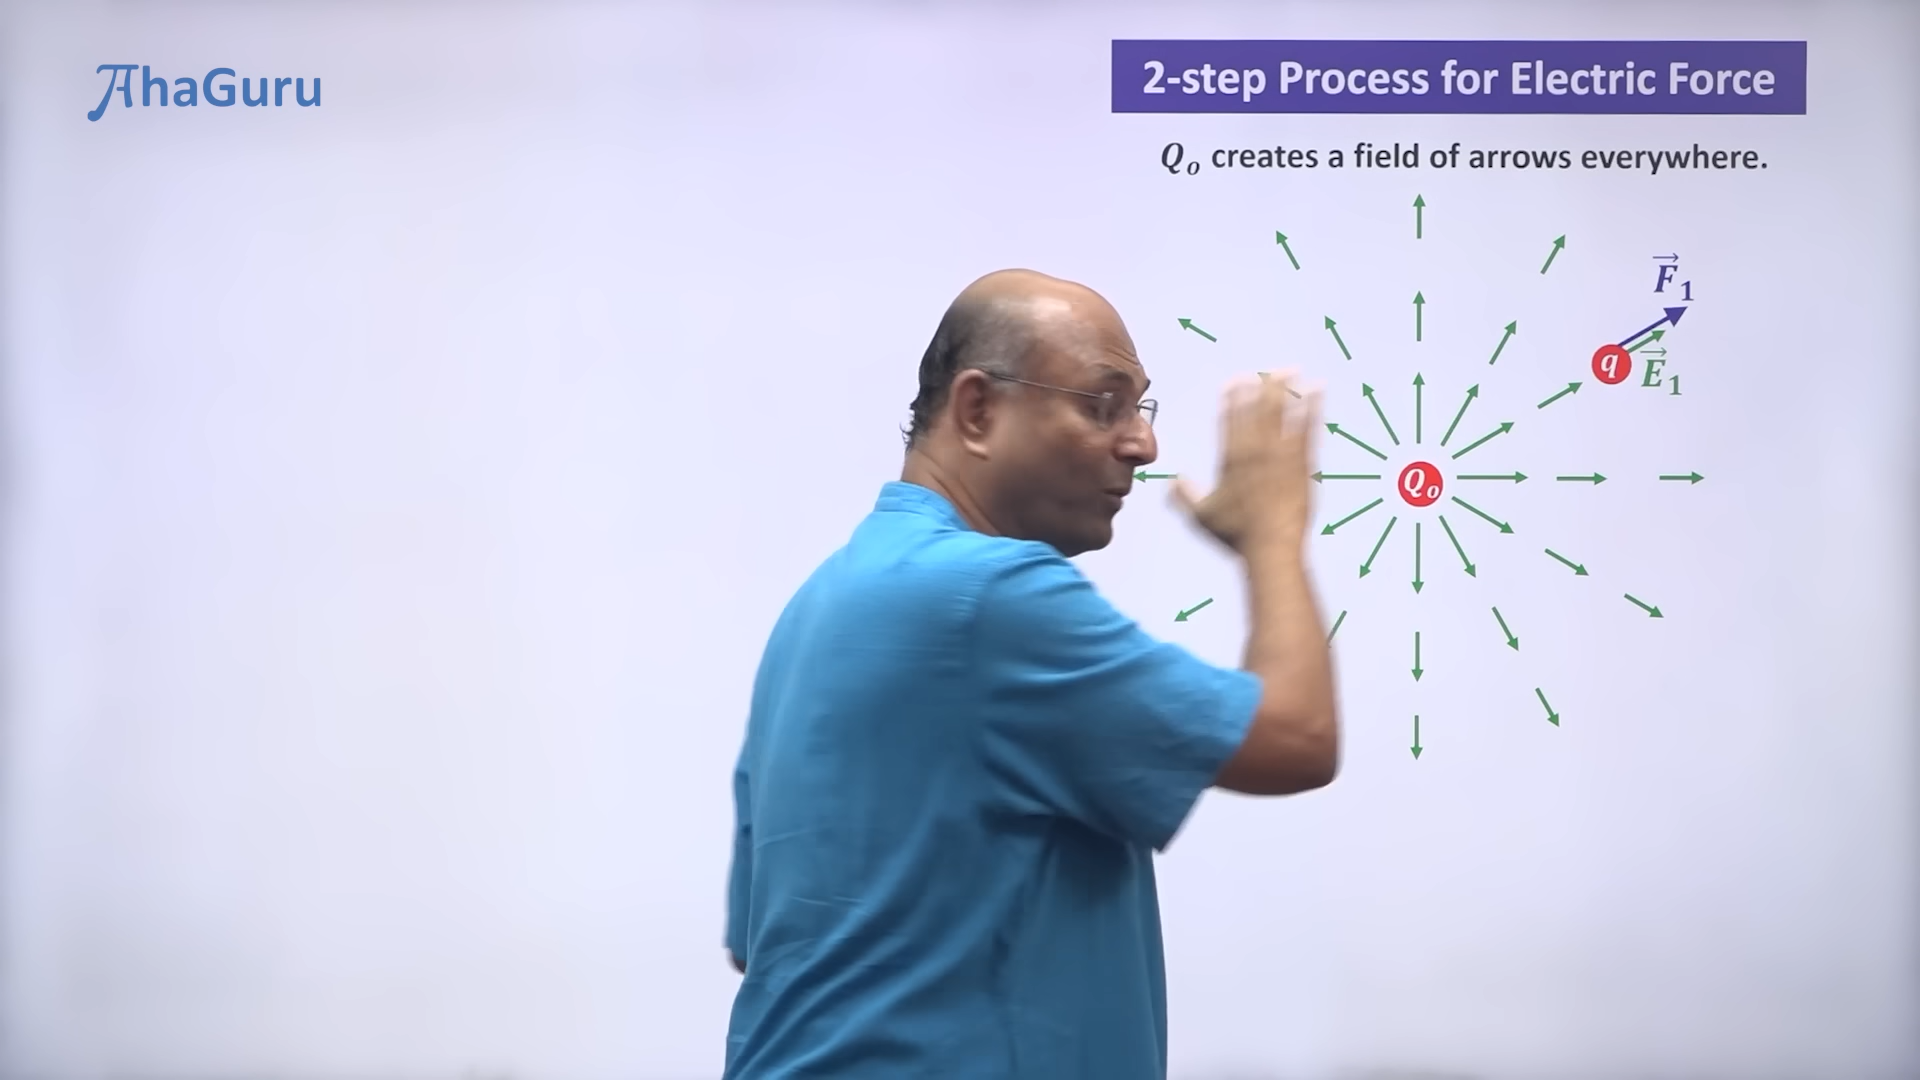 AhaGuru
2-step Process for Electric Force
Qₒ creates a field of arrows everywhere.
F⃗₁
q
E⃗₁
Qₒ